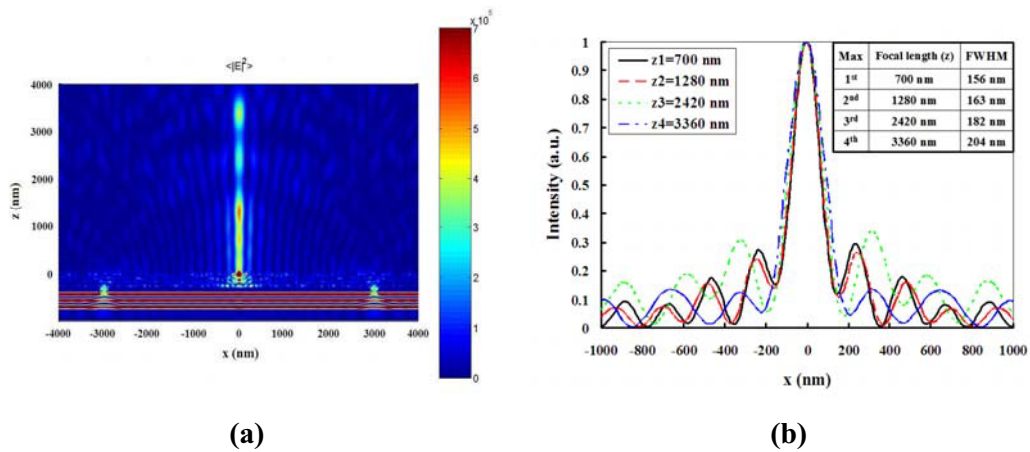 x 10⁵
7
<|E|²>
4000
3000
2000
1000
0
z (nm)
-4000 -3000 -2000 -1000 0 1000 2000 3000 4000
x (nm)
6
5
4
3
2
1
0
(a)
1
0.9
0.8
0.7
0.6
0.5
0.4
0.3
0.2
0.1
0
Intensity (a.u.)
z1=700 nm
z2=1280 nm
z3=2420 nm
z4=3360 nm
Max Focal length (z) FWHM
1st 700 nm 156 nm
2nd 1280 nm 163 nm
3rd 2420 nm 182 nm
4th 3360 nm 204 nm
-1000 -800 -600 -400 -200 0 200 400 600 800 1000
x (nm)
(b)